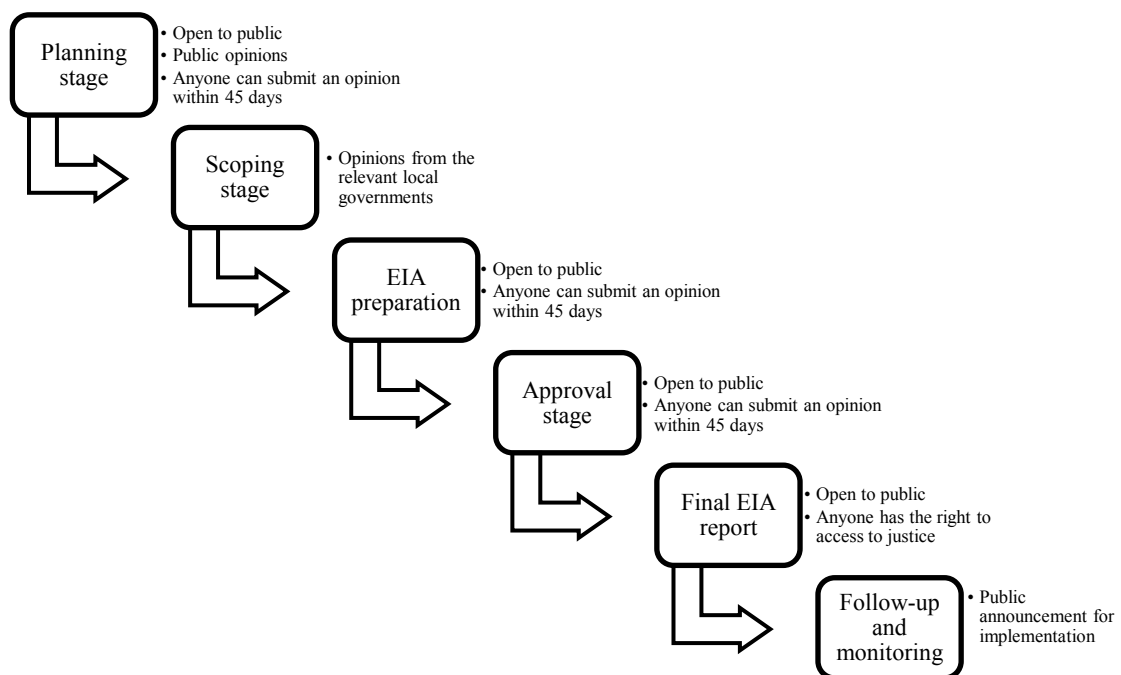 Planning
stage
• Open to public
• Public opinions
• Anyone can submit an opinion
within 45 days
Scoping
stage
• Opinions from the
relevant local
governments
EIA
preparation
• Open to public
• Anyone can submit an opinion
within 45 days
Approval
stage
• Open to public
• Anyone can submit an opinion
within 45 days
Final EIA
report
• Open to public
• Anyone has the right to
access to justice
Follow-up
and
monitoring
• Public
announcement for
implementation